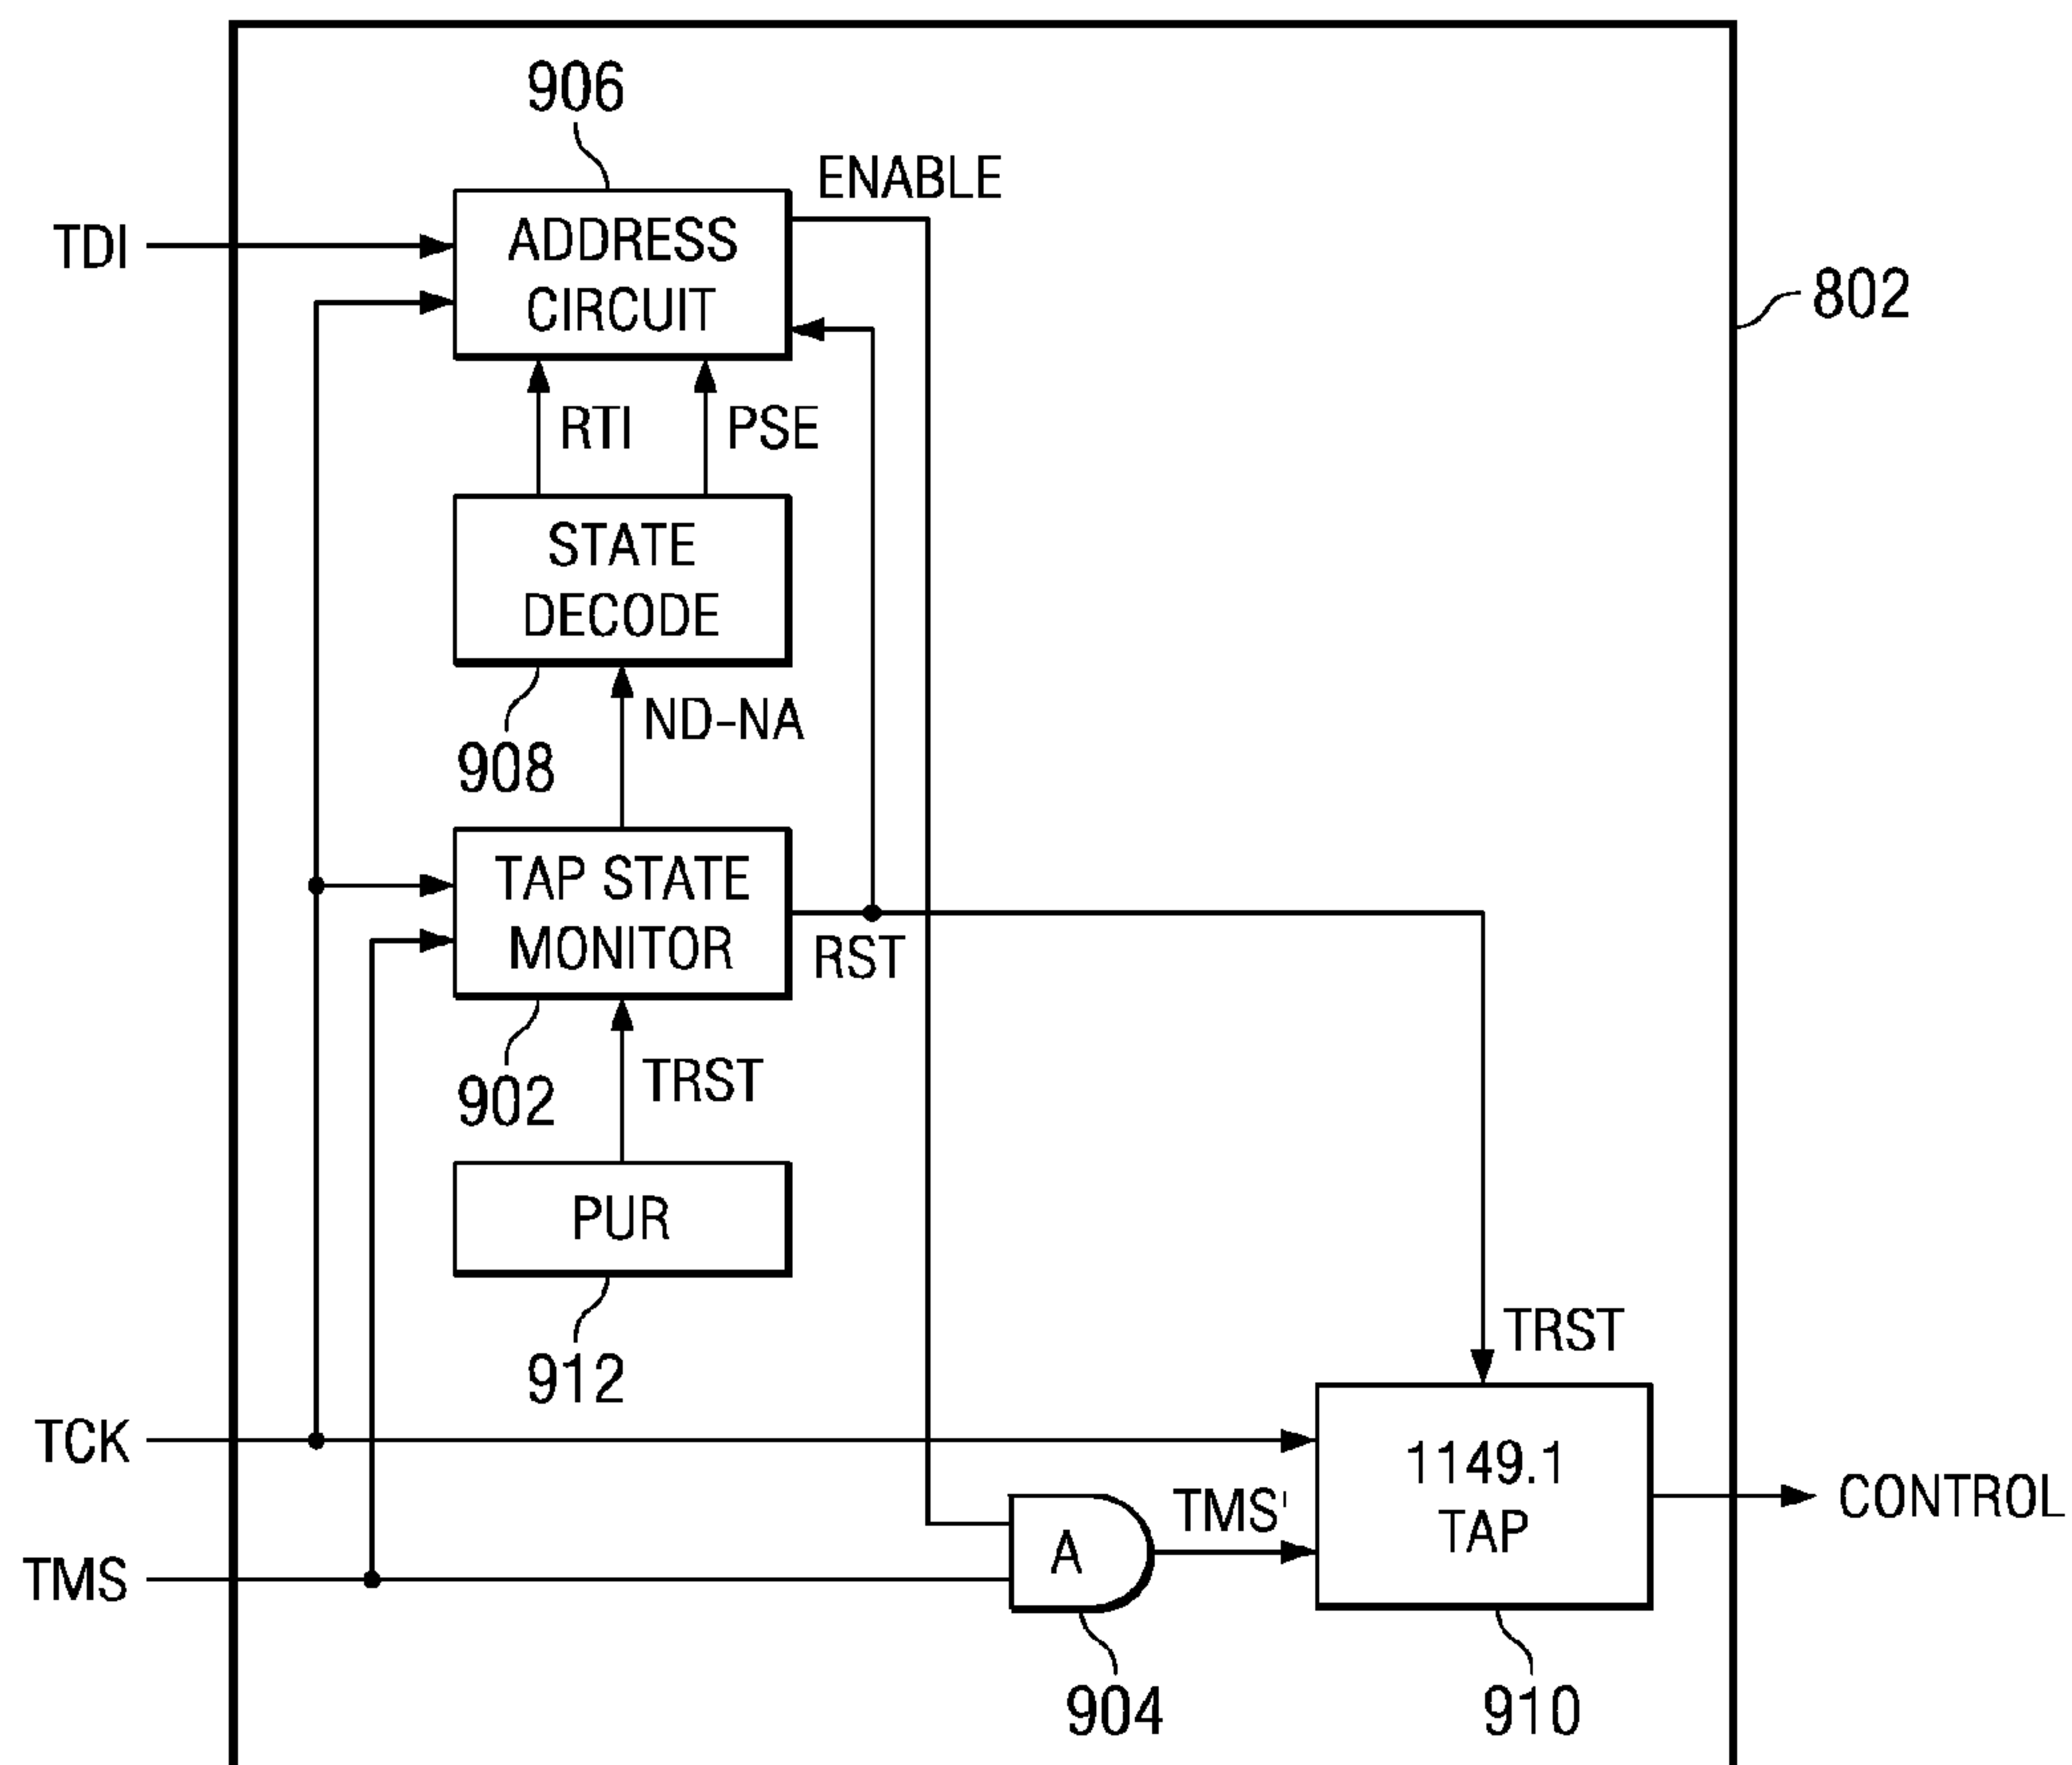 906
ENABLE
TDI
ADDRESS
CIRCUIT
802
RTI
PSE
STATE
DECODE
908
ND-NA
TAP STATE
MONITOR
RST
902
TRST
PUR
912
TRST
TCK
1149.1
TAP
CONTROL
TMS'
A
TMS
904
910